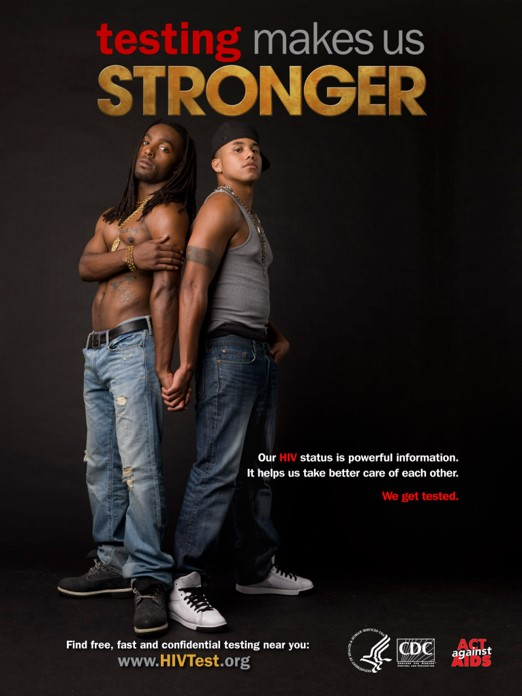 testing makes us
STRONGER
Our HIV status is powerful information.
It helps us take better care of each other.
We get tested.
Find free, fast and confidential testing near you:
www.HIVTest.org
CDC
ACT
against
AIDS